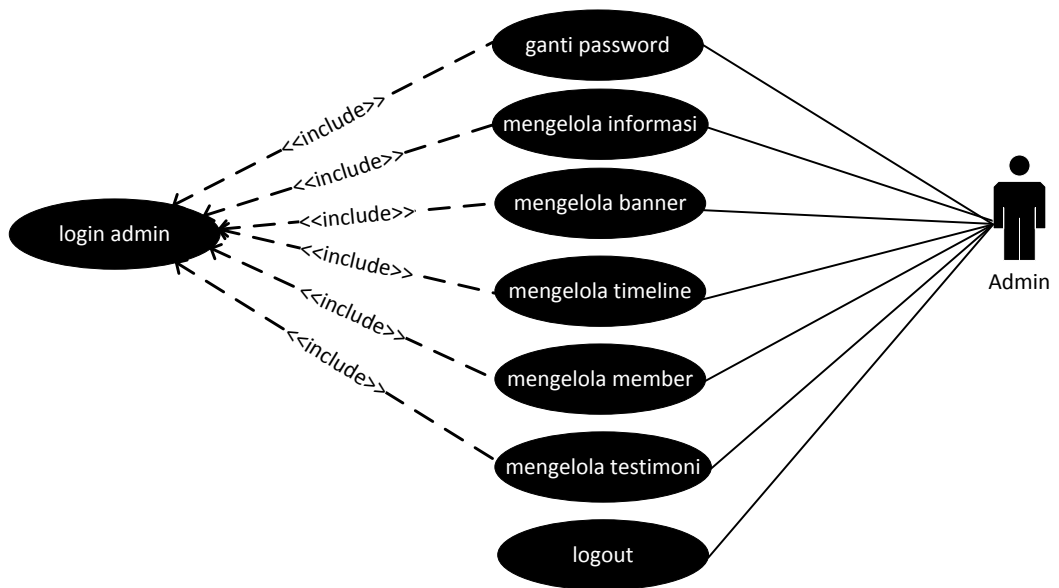 ganti password
<<include>>
mengelola informasi
<<include>>
mengelola banner
<<include>>
login admin
<<include>>
mengelola timeline
Admin
<<include>>
mengelola member
<<include>>
mengelola testimoni
logout